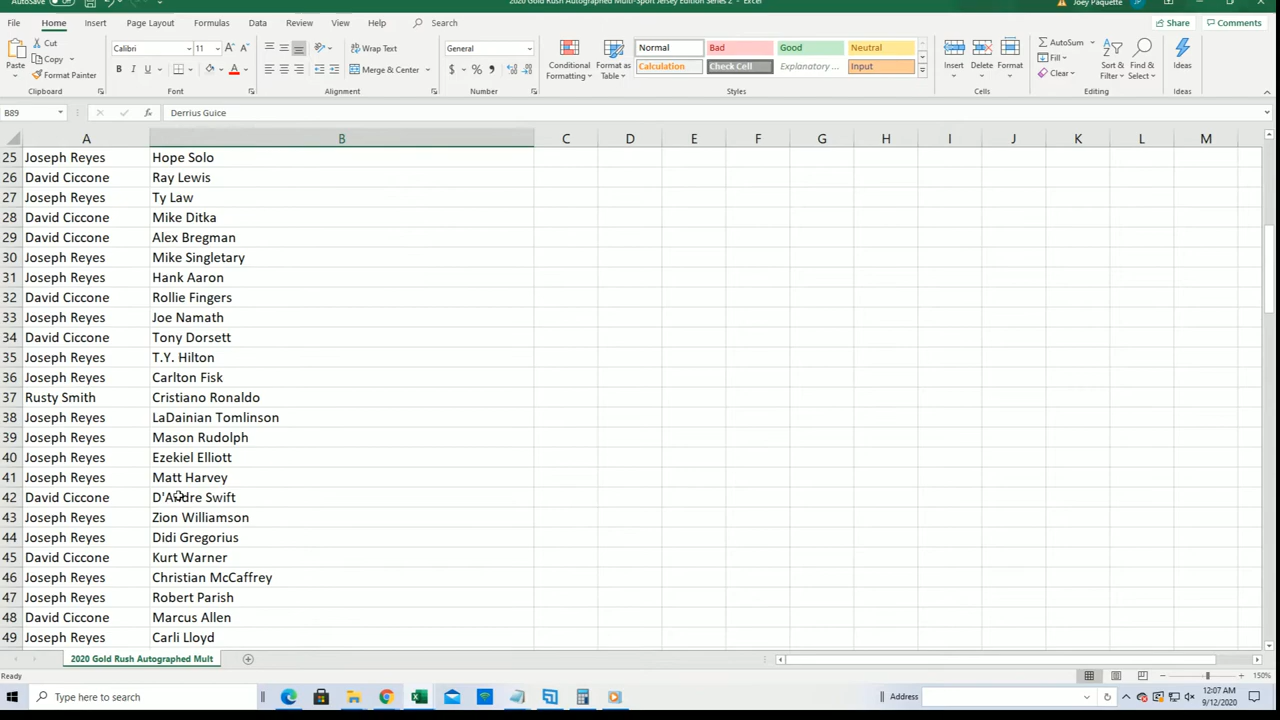 AutoSave
2020 Gold Rush Autographed Multi-Sport Jersey Edition Series 2 - Excel
Joey Paquette
JP
File Home Insert Page Layout Formulas Data Review View Help Search
Share Comments
Paste
Cut
Copy
Format Painter
Clipboard
Calibri 11
B I U
Font
Wrap Text
Merge & Center
Alignment
General
$ % ,
Number
Conditional Formatting
Format as Table
Normal Bad Good Neutral
Calculation Check Cell Explanatory ... Input
Styles
Insert Delete Format
Cells
AutoSum
Fill
Clear
Sort & Filter
Find & Select
Editing
Ideas
Ideas
B89 fx Derrius Guice
A B C D E F G H I J K L M
25 Joseph Reyes Hope Solo
26 David Ciccone Ray Lewis
27 Joseph Reyes Ty Law
28 David Ciccone Mike Ditka
29 David Ciccone Alex Bregman
30 Joseph Reyes Mike Singletary
31 Joseph Reyes Hank Aaron
32 David Ciccone Rollie Fingers
33 Joseph Reyes Joe Namath
34 David Ciccone Tony Dorsett
35 Joseph Reyes T.Y. Hilton
36 Joseph Reyes Carlton Fisk
37 Rusty Smith Cristiano Ronaldo
38 Joseph Reyes LaDainian Tomlinson
39 Joseph Reyes Mason Rudolph
40 Joseph Reyes Ezekiel Elliott
41 Joseph Reyes Matt Harvey
42 David Ciccone D'Andre Swift
43 Joseph Reyes Zion Williamson
44 Joseph Reyes Didi Gregorius
45 David Ciccone Kurt Warner
46 Joseph Reyes Christian McCaffrey
47 Joseph Reyes Robert Parish
48 David Ciccone Marcus Allen
49 Joseph Reyes Carli Lloyd
2020 Gold Rush Autographed Mult
Ready
150%
Type here to search
Address
12:07 AM
9/12/2020